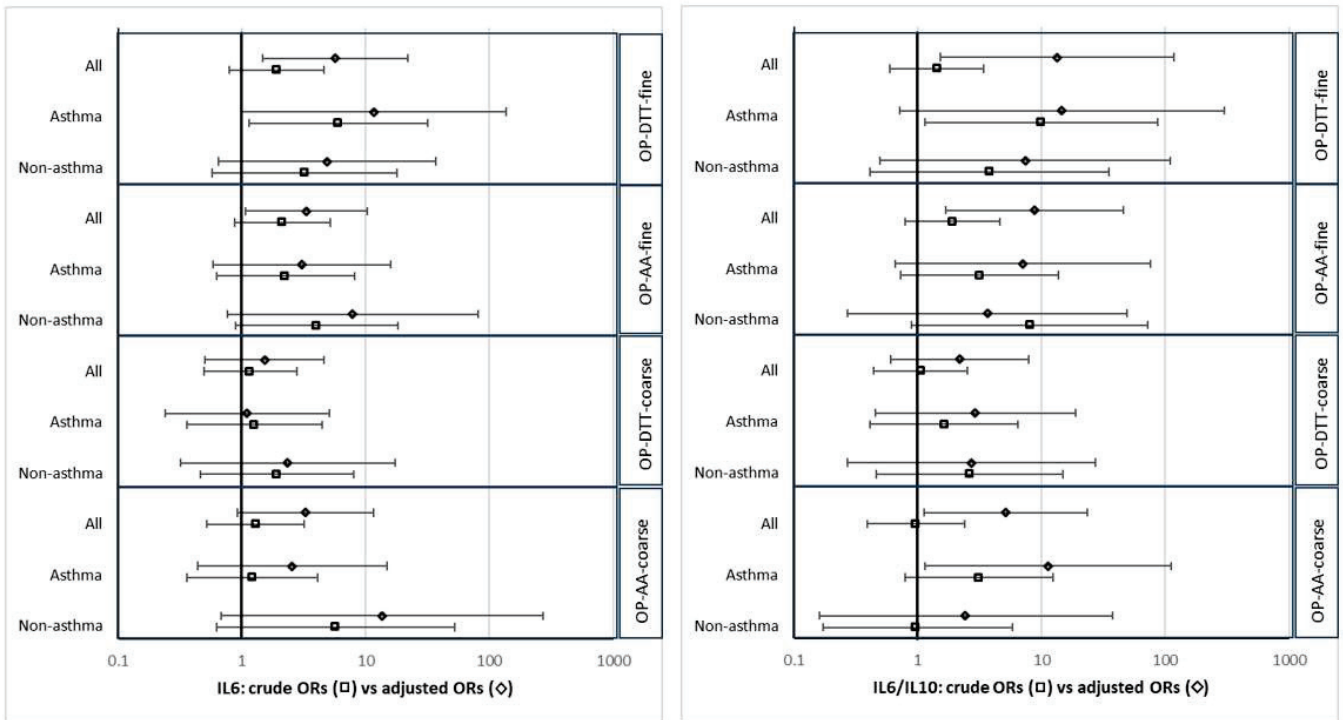 All
Asthma
Non-asthma
OP-DTT-fine
All
Asthma
Non-asthma
OP-AA-fine
All
Asthma
Non-asthma
OP-DTT-coarse
All
Asthma
Non-asthma
OP-AA-coarse
0.1 1 10 100 1000
IL6: crude ORs (□) vs adjusted ORs (◇)
All
Asthma
Non-asthma
OP-DTT-fine
All
Asthma
Non-asthma
OP-AA-fine
All
Asthma
Non-asthma
OP-DTT-coarse
All
Asthma
Non-asthma
OP-AA-coarse
0.1 1 10 100 1000
IL6/IL10: crude ORs (□) vs adjusted ORs (◇)